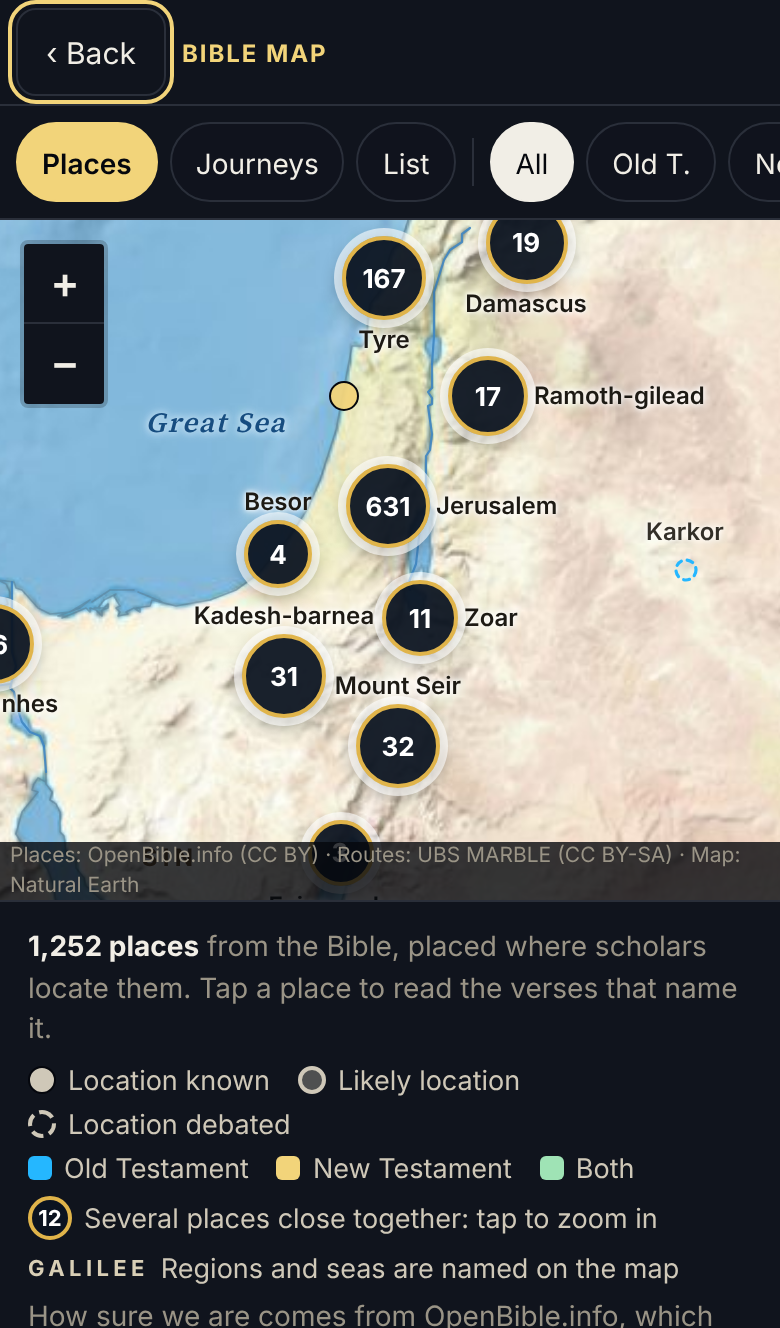 ‹ Back BIBLE MAP
Places Journeys List All Old T.
19
167
Damascus
Tyre
17 Ramoth-gilead
Great Sea
Besor
631 Jerusalem
Karkor
4
Kadesh-barnea 11 Zoar
31
Mount Seir
nhes
32
Places: OpenBible.info (CC BY) · Routes: UBS MARBLE (CC BY-SA) · Map:
Natural Earth
1,252 places from the Bible, placed where scholars
locate them. Tap a place to read the verses that name
it.
Location known Likely location
Location debated
Old Testament New Testament Both
12 Several places close together: tap to zoom in
GALILEE Regions and seas are named on the map
How sure we are comes from OpenBible.info, which